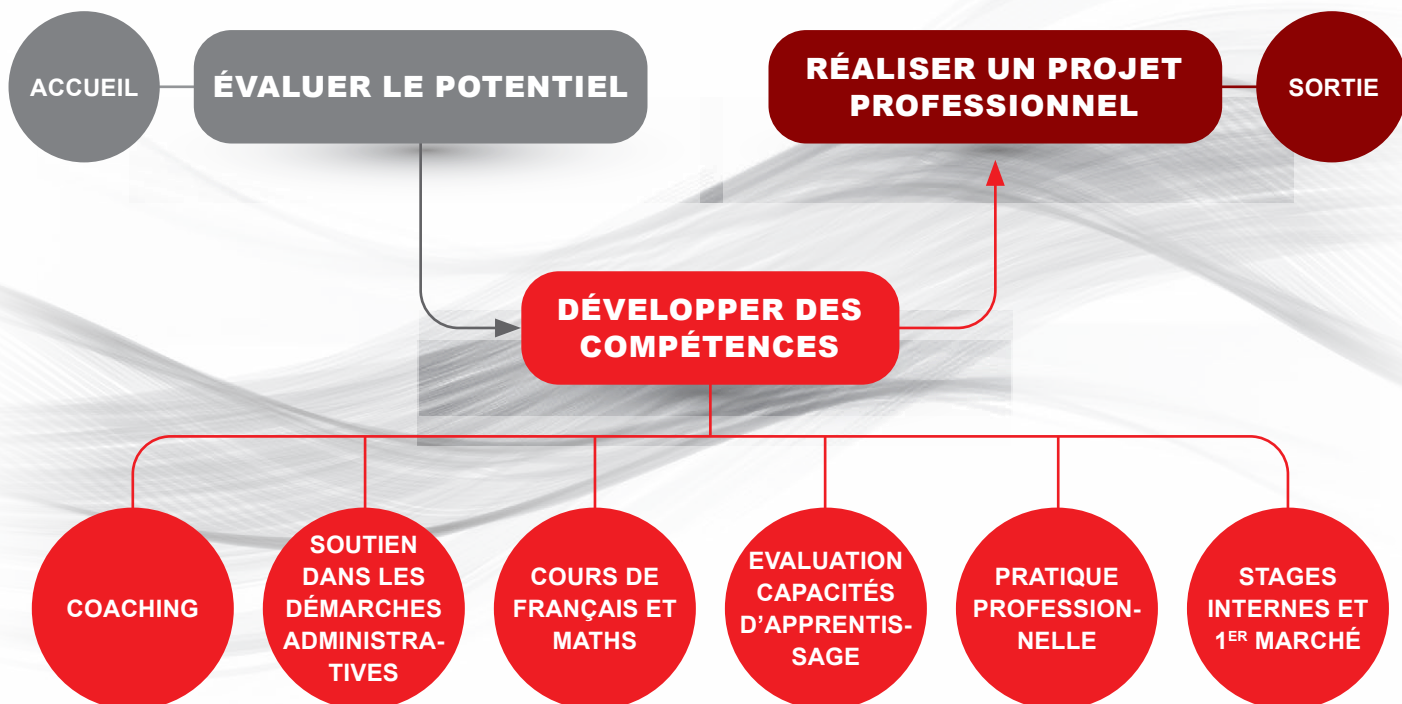 ACCUEIL
ÉVALUER LE POTENTIEL
RÉALISER UN PROJET
PROFESSIONNEL
SORTIE
DÉVELOPPER DES
COMPÉTENCES
COACHING
SOUTIEN
DANS LES
DÉMARCHES
ADMINISTRA-
TIVES
COURS DE
FRANÇAIS ET
MATHS
EVALUATION
CAPACITÉS
D’APPRENTIS-
SAGE
PRATIQUE
PROFESSION-
NELLE
STAGES
INTERNES ET
1ER MARCHÉ